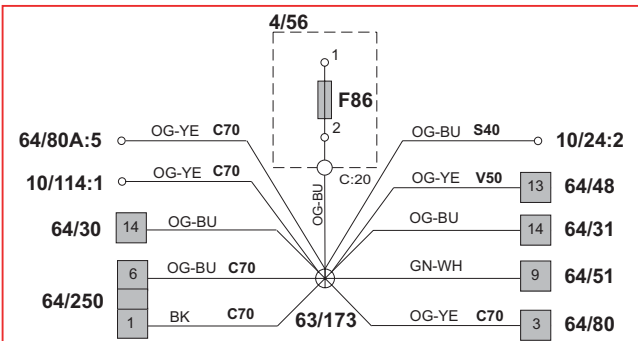 4/56
1
F86
2
64/80A:5 OG-YE C70
OG-BU S40 10/24:2
10/114:1 OG-YE C70
C:20
OG-BU
OG-YE V50 13 64/48
64/30 14 OG-BU
OG-BU 14 64/31
64/250
6 OG-BU C70
GN-WH 9 64/51
1 BK C70
63/173
OG-YE C70 3 64/80